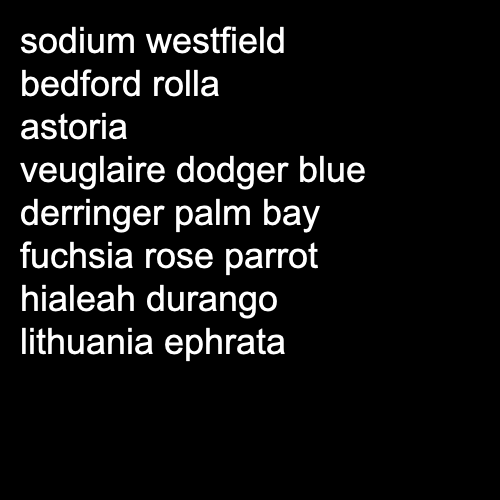 sodium westfield
bedford rolla
astoria
veuglaire dodger blue
derringer palm bay
fuchsia rose parrot
hialeah durango
lithuania ephrata